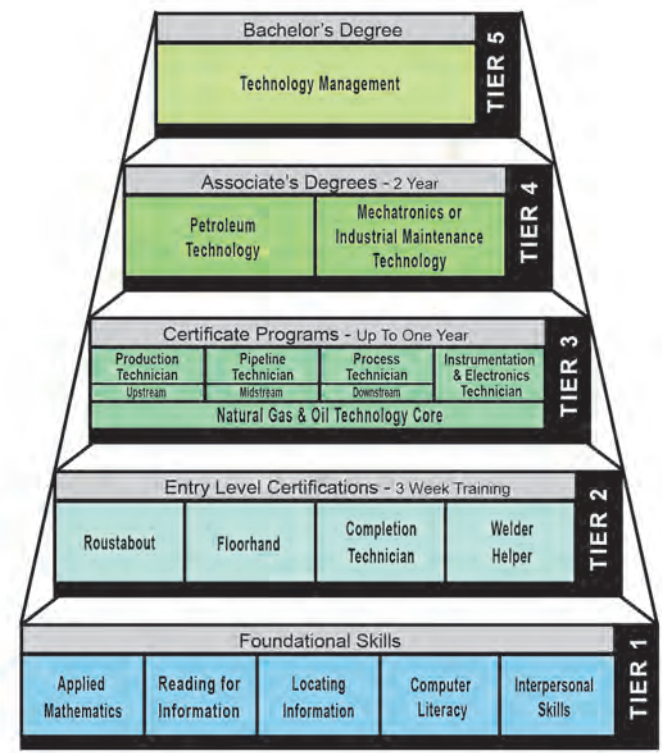 Bachelor's Degree
Technology Management
TIER 5
Associate's Degrees - 2 Year
Petroleum
Technology
Mechatronics or
Industrial Maintenance
Technology
TIER 4
Certificate Programs - Up To One Year
Production
Technician
Upstream
Pipeline
Technician
Midstream
Process
Technician
Downstream
Instrumentation
& Electronics
Technician
Natural Gas & Oil Technology Core
TIER 3
Entry Level Certifications - 3 Week Training
Roustabout
Floorhand
Completion
Technician
Welder
Helper
TIER 2
Foundational Skills
Applied
Mathematics
Reading for
Information
Locating
Information
Computer
Literacy
Interpersonal
Skills
TIER 1